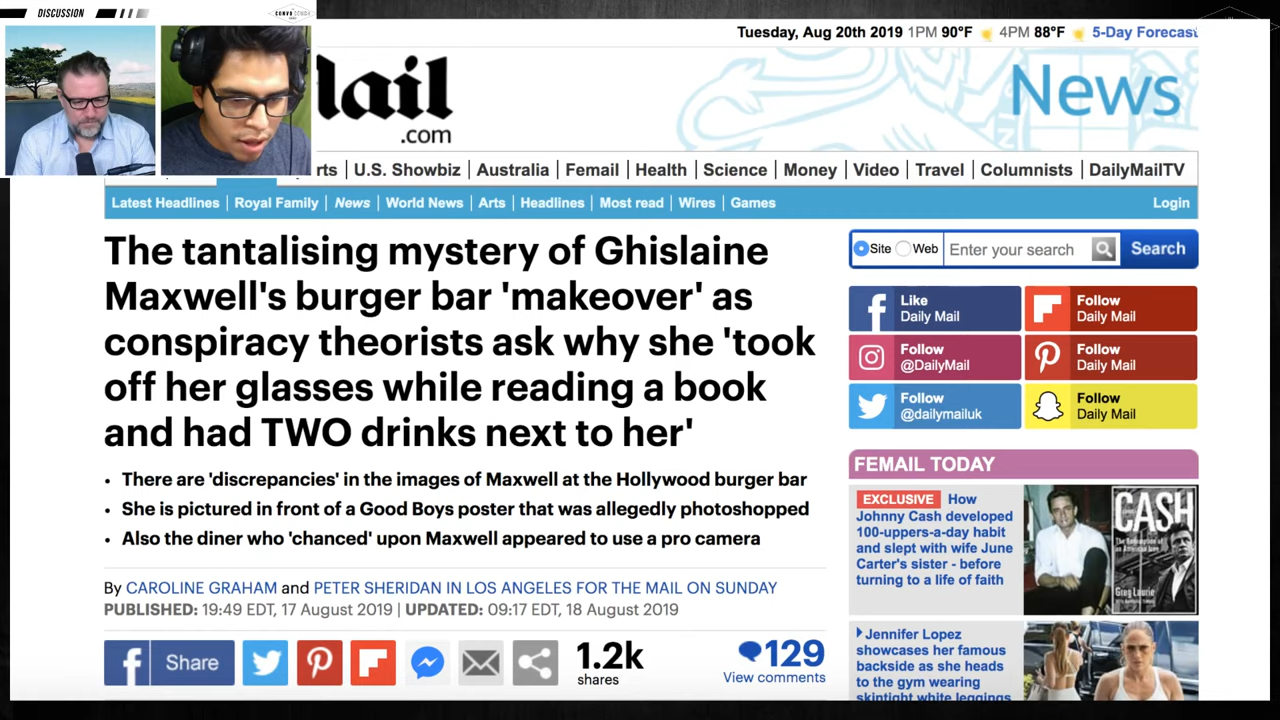 DISCUSSION
CONVO COUCH
Tuesday, Aug 20th 2019 1PM 90°F 4PM 88°F 5-Day Forecas
Mail
.com
News
rts U.S. Showbiz Australia Femail Health Science Money Video Travel Columnists DailyMailTV
Latest Headlines Royal Family News World News Arts Headlines Most read Wires Games Login
The tantalising mystery of Ghislaine
Maxwell's burger bar 'makeover' as
conspiracy theorists ask why she 'took
off her glasses while reading a book
and had TWO drinks next to her'
• There are 'discrepancies' in the images of Maxwell at the Hollywood burger bar
• She is pictured in front of a Good Boys poster that was allegedly photoshopped
• Also the diner who 'chanced' upon Maxwell appeared to use a pro camera
By CAROLINE GRAHAM and PETER SHERIDAN IN LOS ANGELES FOR THE MAIL ON SUNDAY
PUBLISHED: 19:49 EDT, 17 August 2019 | UPDATED: 09:17 EDT, 18 August 2019
Share
1.2k
shares
129
View comments
Site Web Enter your search Search
Like
Daily Mail
Follow
Daily Mail
Follow
@DailyMail
Follow
Daily Mail
Follow
@dailymailuk
Follow
Daily Mail
FEMAIL TODAY
EXCLUSIVE How
Johnny Cash developed
100-uppers-a-day habit
and slept with wife June
Carter's sister - before
turning to a life of faith
CASH
Greg Laurie
Jennifer Lopez
showcases her famous
backside as she heads
to the gym wearing
skintight white leggings